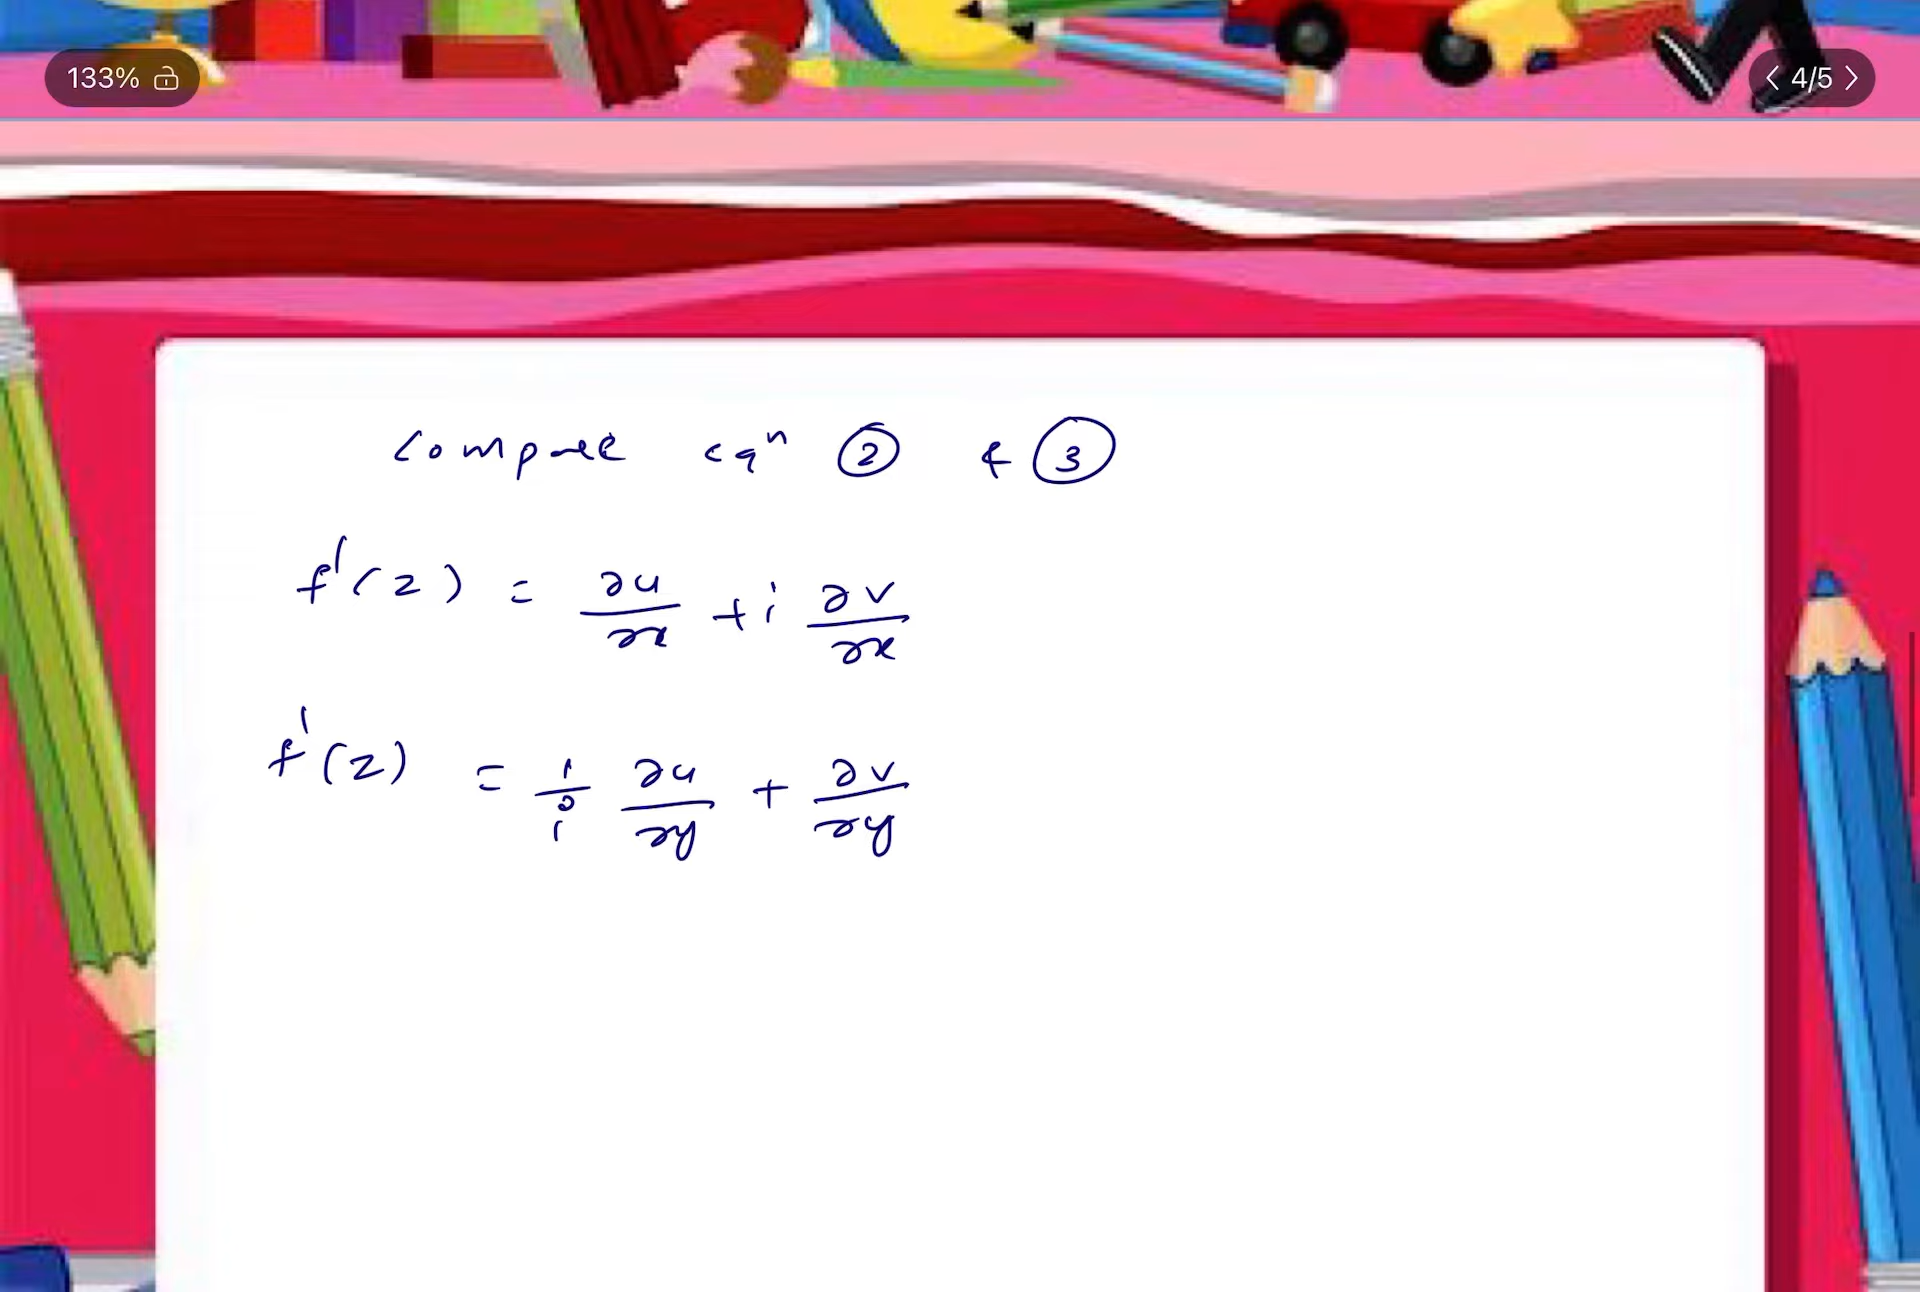 133%
< 4/5 >
Compare eqⁿ ② & ③
f'(z) = ∂u/∂x + i ∂v/∂x
f'(z) = 1/i ∂u/∂y + ∂v/∂y